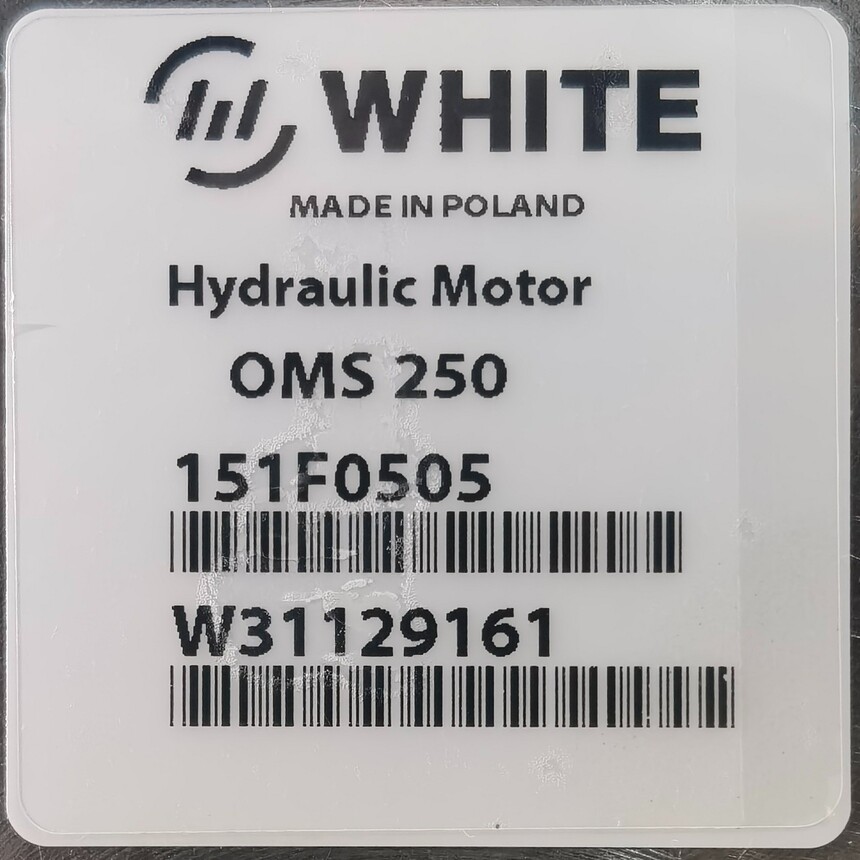 WHITE
MADE IN POLAND
Hydraulic Motor
OMS 250
151F0505
W31129161